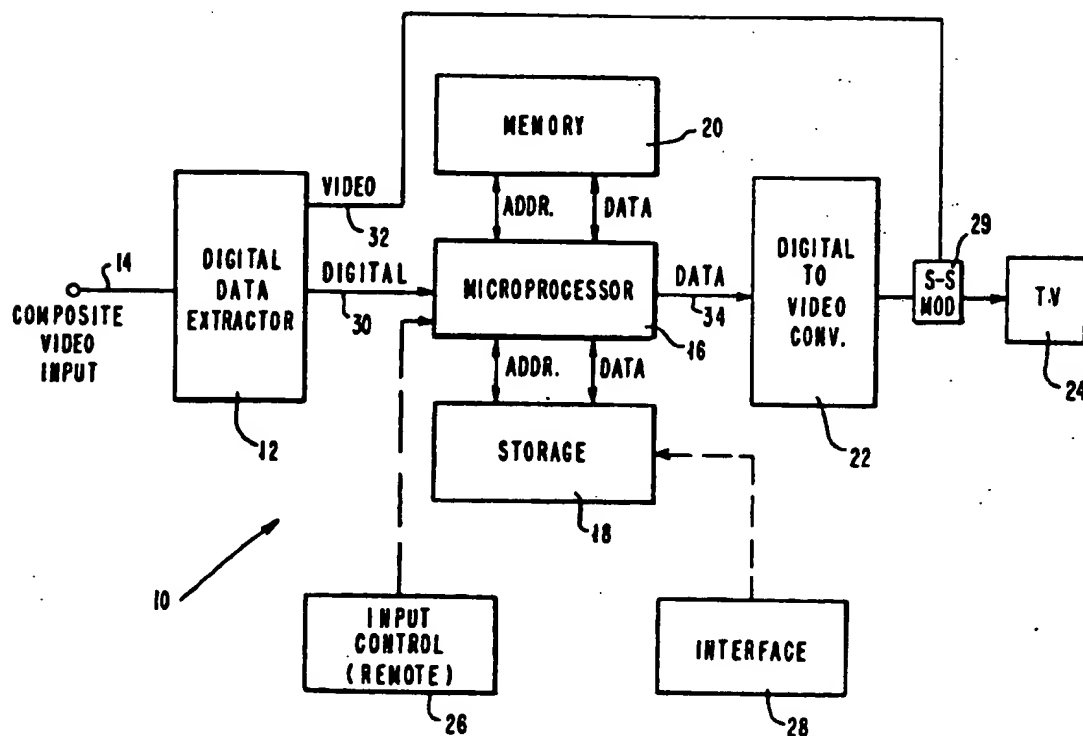 MEMORY
20
VIDEO
32
ADDR.
DATA
29
14
DIGITAL
DATA
EXTRACTOR
DIGITAL
30
MICROPROCESSOR
DATA
34
DIGITAL
TO
VIDEO
CONV.
S-S
MOD
T.V
COMPOSITE
VIDEO
INPUT
16
ADDR.
DATA
24
12
STORAGE
22
18
10
INPUT
CONTROL
(REMOTE)
INTERFACE
26
28